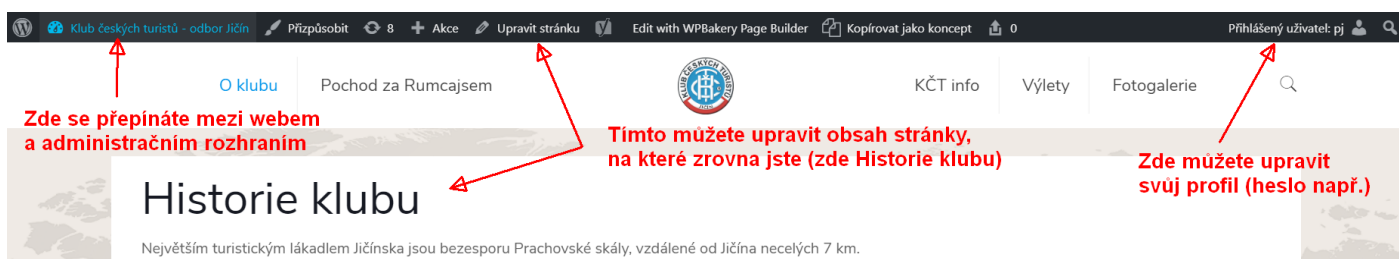 Klub českých turistů - odbor Jičín Přizpůsobit 8 Akce Upravit stránku Edit with WPBakery Page Builder Kopírovat jako koncept 0 Přihlášený uživatel: pj
O klubu Pochod za Rumcajsem KLUB ČESKÝCH TURISTŮ KČT info Výlety Fotogalerie
Zde se přepínáte mezi webem
a administračním rozhraním
Tímto můžete upravit obsah stránky,
na které zrovna jste (zde Historie klubu)
Zde můžete upravit
svůj profil (heslo např.)
Historie klubu
Největším turistickým lákadlem Jičínska jsou bezesporu Prachovské skály, vzdálené od Jičína necelých 7 km.